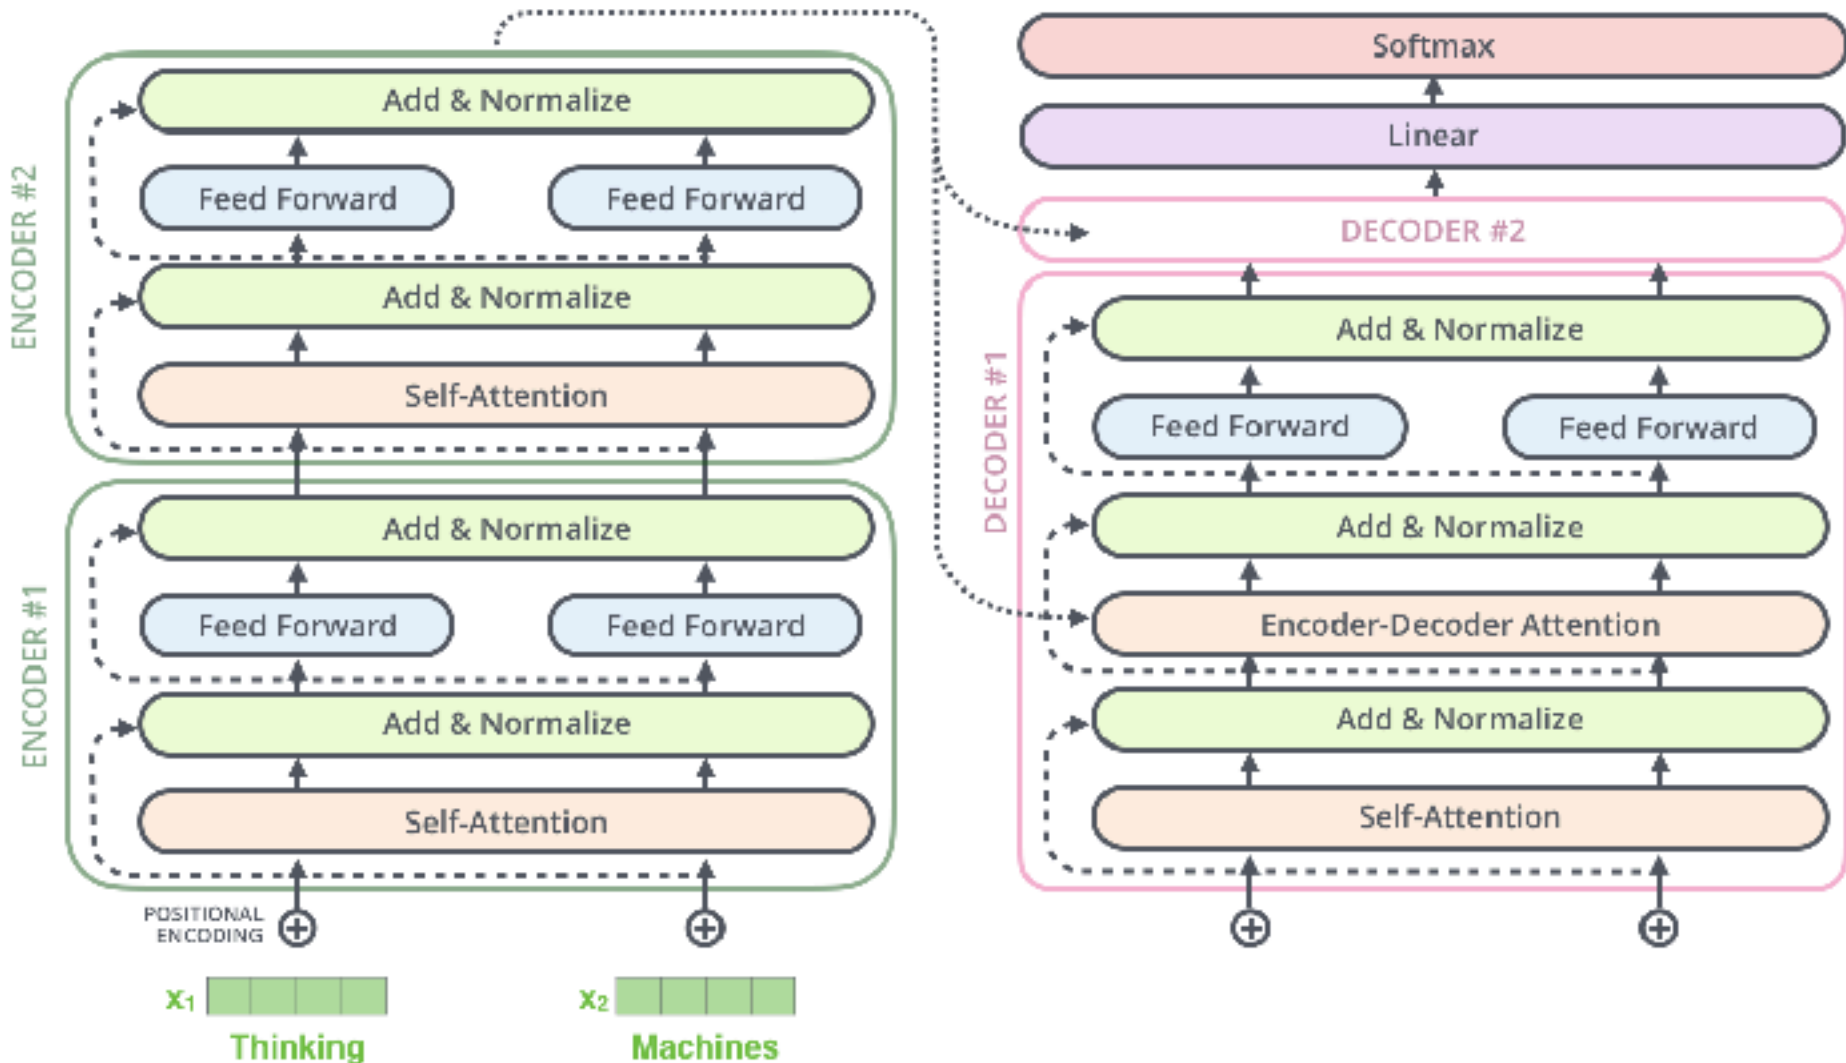 ENCODER #2
Add & Normalize
Feed Forward
Feed Forward
Add & Normalize
Self-Attention
ENCODER #1
Add & Normalize
Feed Forward
Feed Forward
Add & Normalize
Self-Attention
POSITIONAL
ENCODING
x1
x2
Thinking
Machines
Softmax
Linear
DECODER #2
DECODER #1
Add & Normalize
Feed Forward
Feed Forward
Add & Normalize
Encoder-Decoder Attention
Add & Normalize
Self-Attention